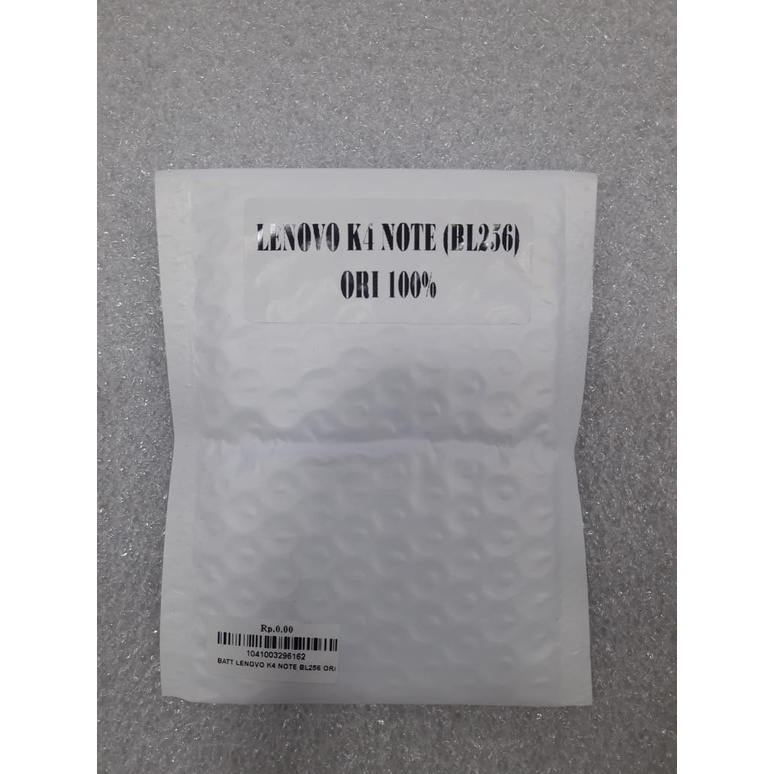 LENOVO K4 NOTE (BL256)
ORI 100%
Rp.0.00
1041003296162
BATT LENOVO K4 NOTE BL256 ORI